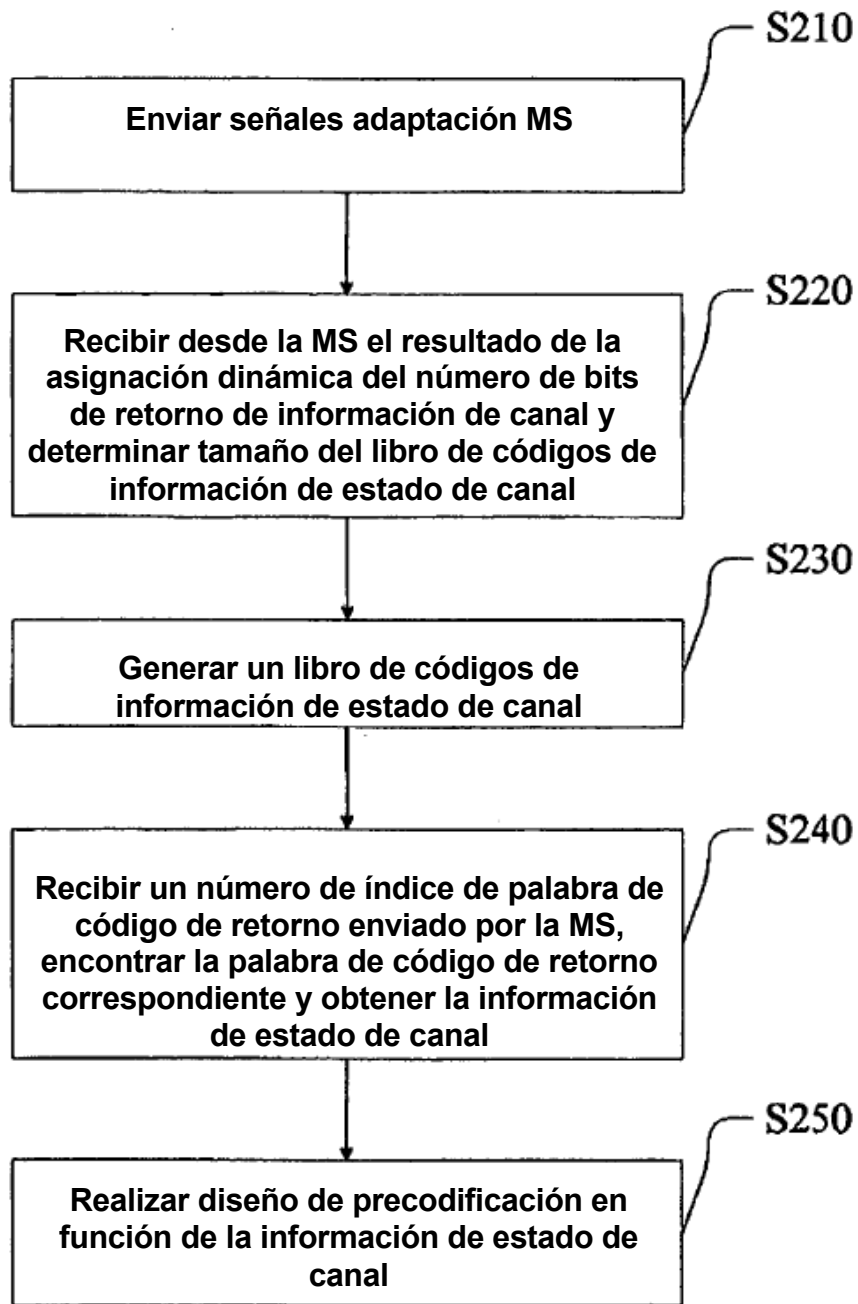 S210
Enviar señales adaptación MS
S220
Recibir desde la MS el resultado de la
asignación dinámica del número de bits
de retorno de información de canal y
determinar tamaño del libro de códigos de
información de estado de canal
S230
Generar un libro de códigos de
información de estado de canal
S240
Recibir un número de índice de palabra de
código de retorno enviado por la MS,
encontrar la palabra de código de retorno
correspondiente y obtener la información
de estado de canal
S250
Realizar diseño de precodificación en
función de la información de estado de
canal